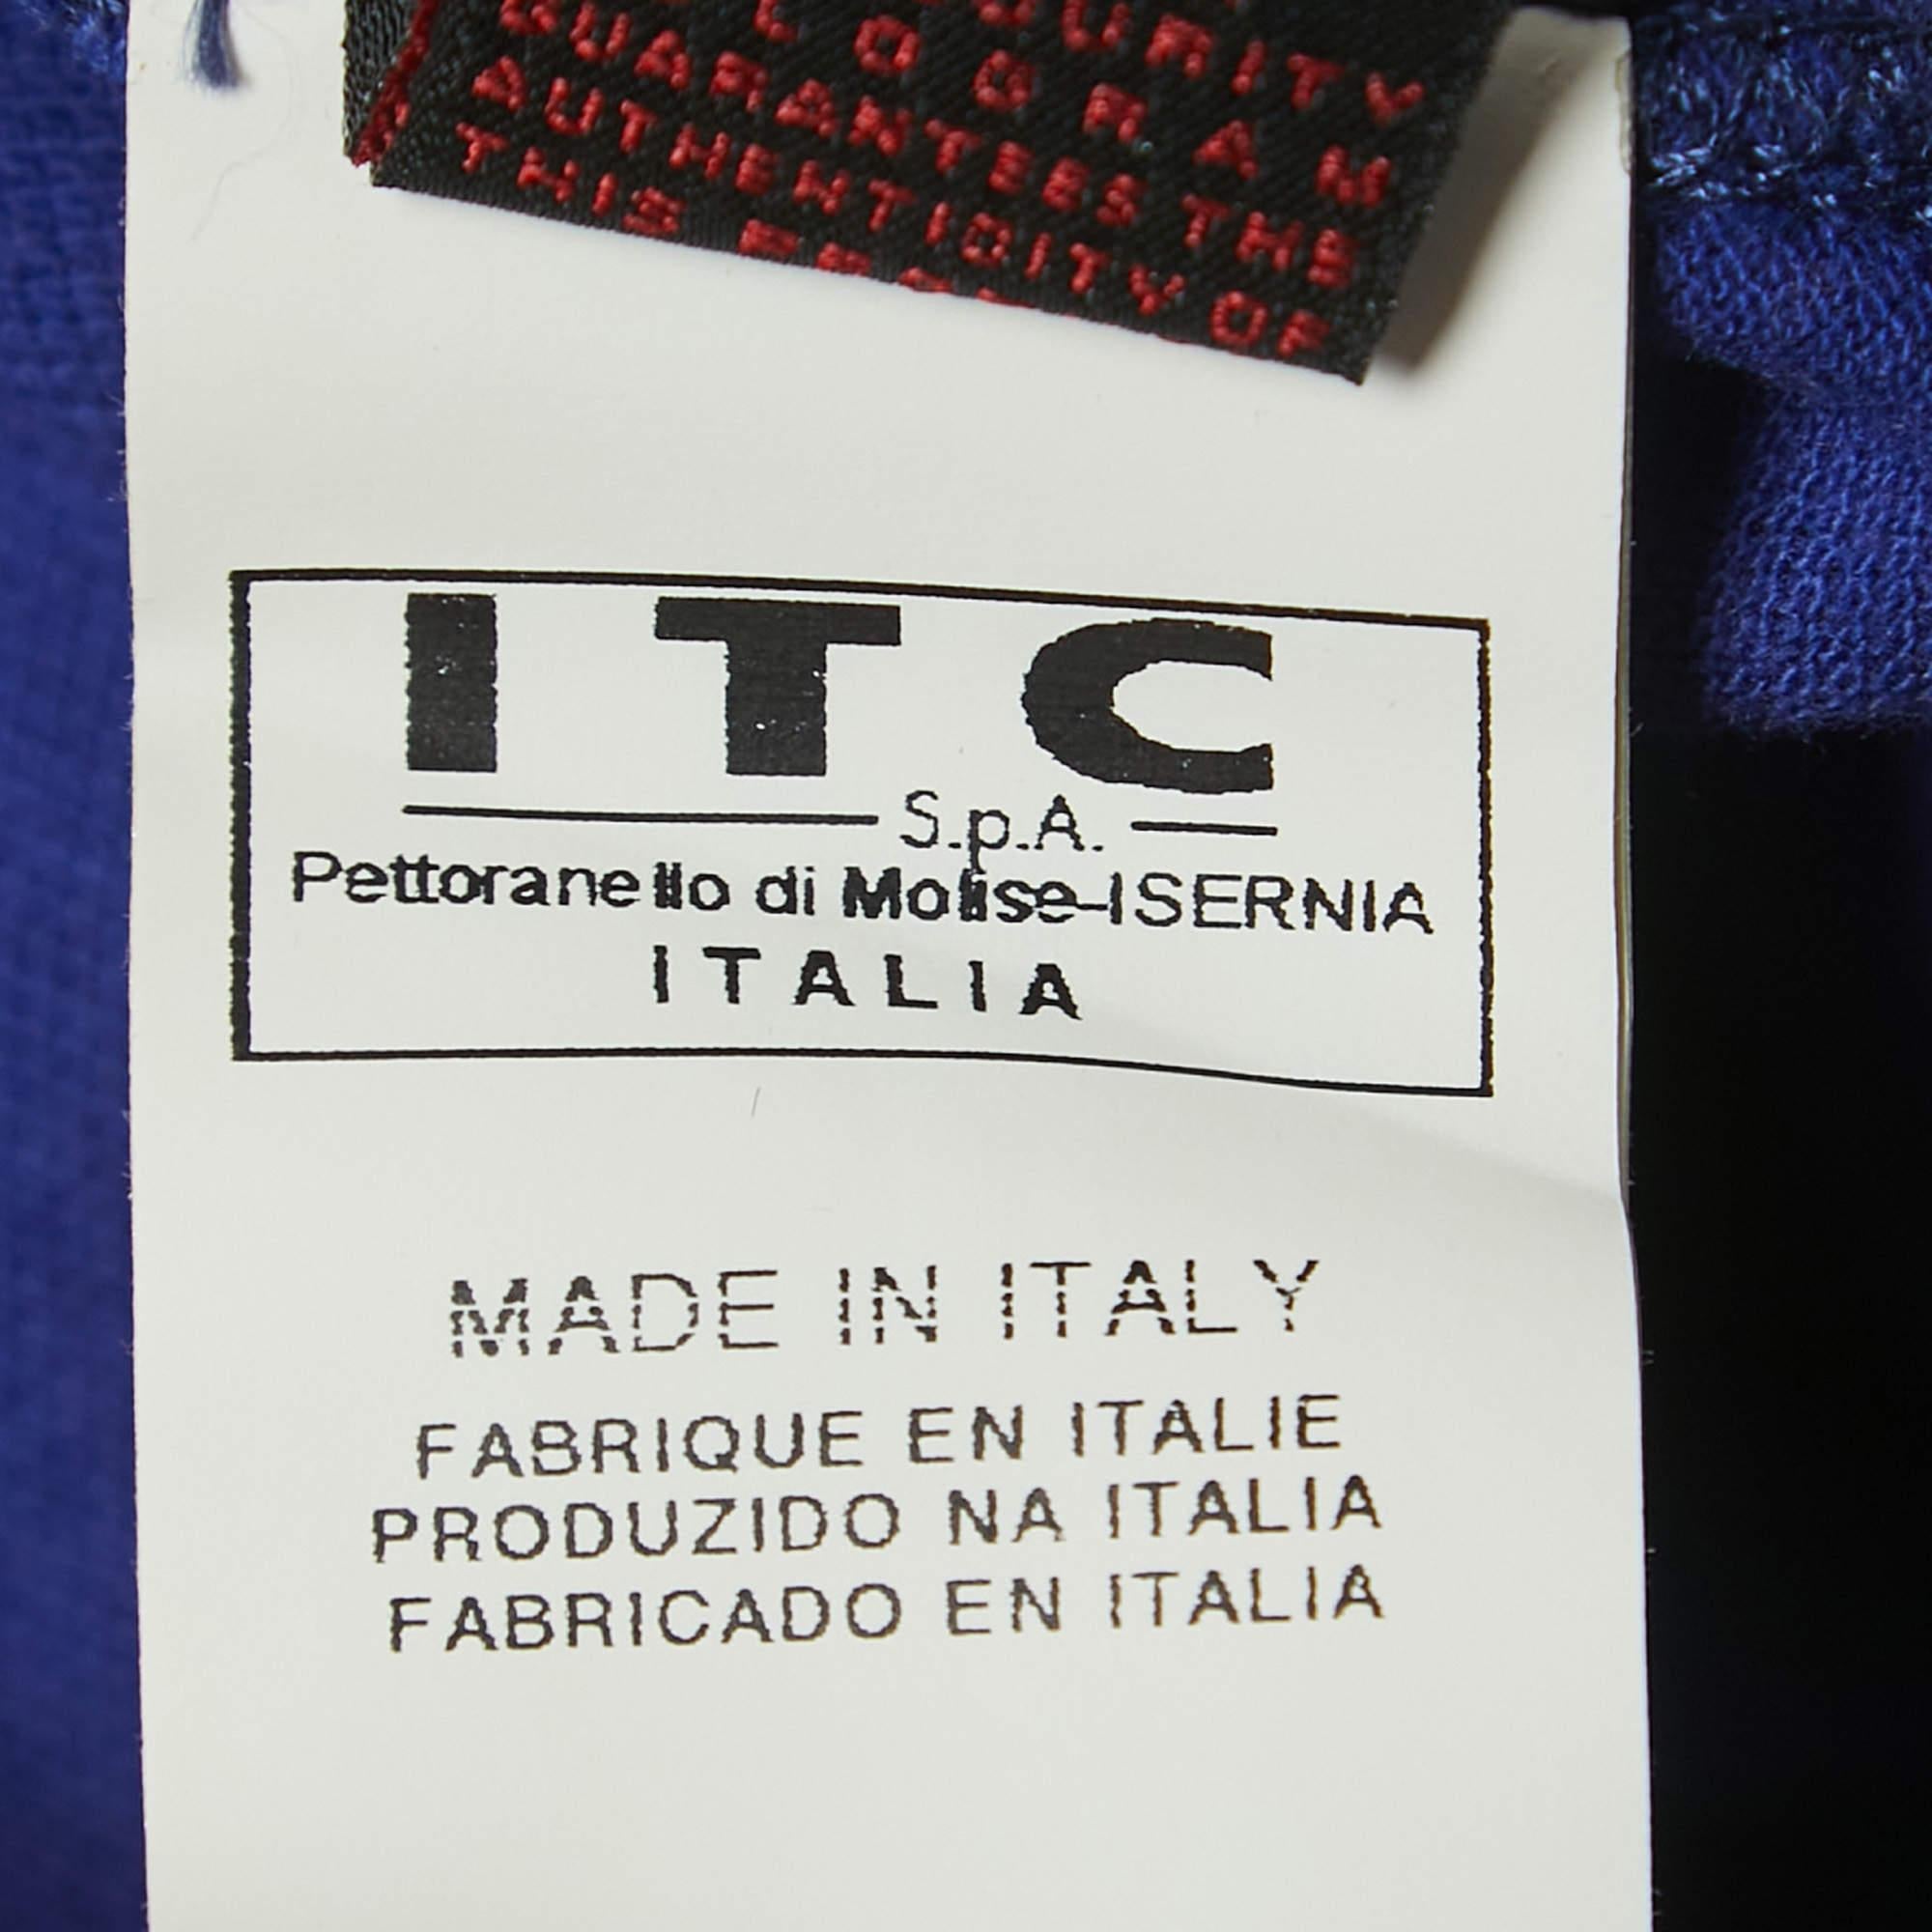 GUARANTEES THE
AUTHENTICITY OF
THIS
ITC
S.p.A.
Pettoranello di Molise-ISERNIA
ITALIA
MADE IN ITALY
FABRIQUE EN ITALIE
PRODUZIDO NA ITALIA
FABRICADO EN ITALIA